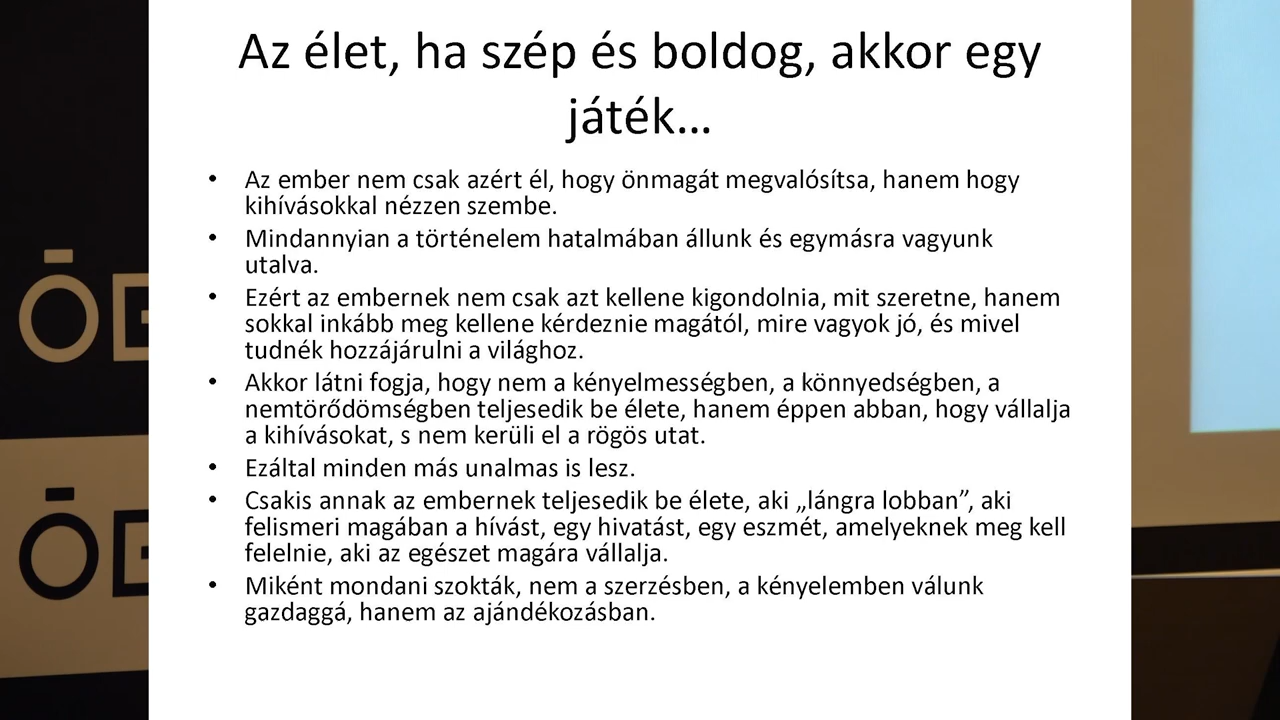 Az élet, ha szép és boldog, akkor egy
játék…
• Az ember nem csak azért él, hogy önmagát megvalósítsa, hanem hogy
kihívásokkal nézzen szembe.
• Mindannyian a történelem hatalmában állunk és egymásra vagyunk
utalva.
• Ezért az embernek nem csak azt kellene kigondolnia, mit szeretne, hanem
sokkal inkább meg kellene kérdeznie magától, mire vagyok jó, és mivel
tudnék hozzájárulni a világhoz.
• Akkor látni fogja, hogy nem a kényelmességben, a könnyedségben, a
nemtörődömségben teljesedik be élete, hanem éppen abban, hogy vállalja
a kihívásokat, s nem kerüli el a rögös utat.
• Ezáltal minden más unalmas is lesz.
• Csakis annak az embernek teljesedik be élete, aki „lángra lobban”, aki
felismeri magában a hívást, egy hivatást, egy eszmét, amelyeknek meg kell
felelnie, aki az egészet magára vállalja.
• Miként mondani szokták, nem a szerzésben, a kényelemben válunk
gazdaggá, hanem az ajándékozásban.